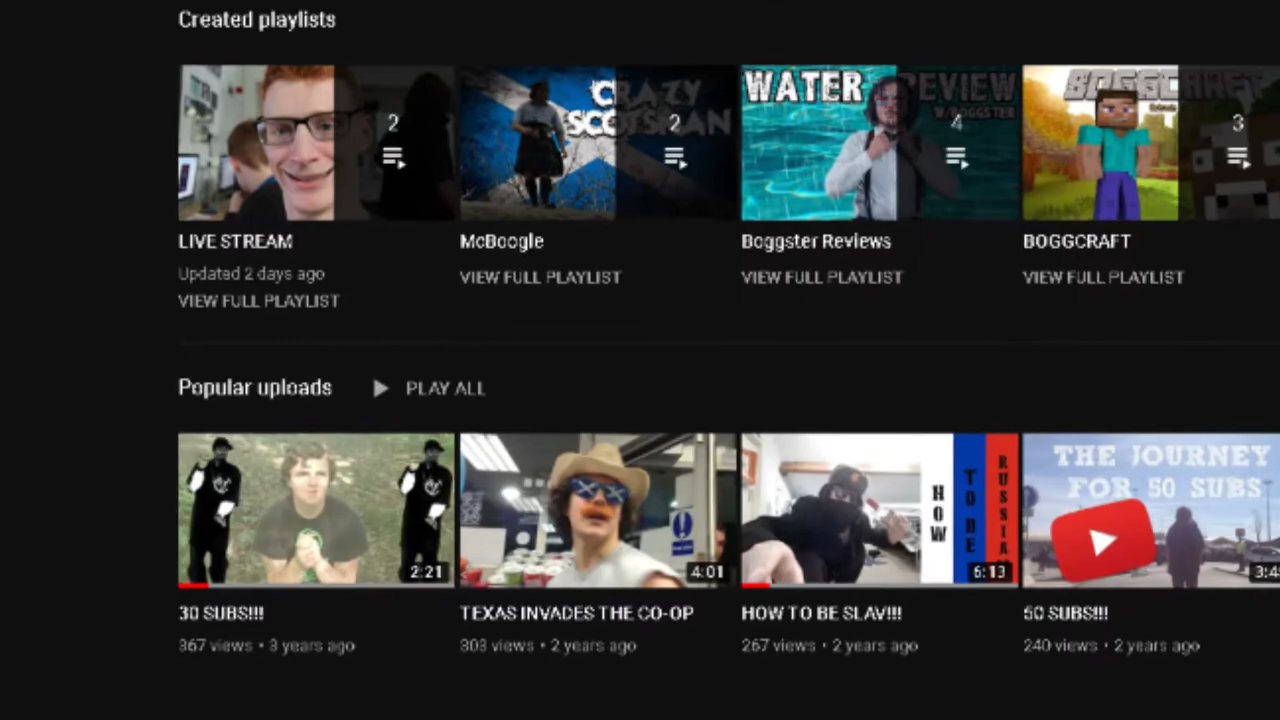 Created playlists
CRAZY
SCOTSMAN
WATER REVIEW
W/BOGGSTER
BOGGCRAFT
2
2
4
3
LIVE STREAM
McBoogle
Boggster Reviews
BOGGCRAFT
Updated 2 days ago
VIEW FULL PLAYLIST
VIEW FULL PLAYLIST
VIEW FULL PLAYLIST
VIEW FULL PLAYLIST
Popular uploads
PLAY ALL
HOW
TO BE
RUSSIA
THE JOURNEY
FOR 50 SUBS
2:21
4:01
6:13
30 SUBS!!!
TEXAS INVADES THE CO-OP
HOW TO BE SLAV!!!
50 SUBS!!!
367 views • 3 years ago
303 views • 2 years ago
267 views • 2 years ago
240 views • 2 years ago